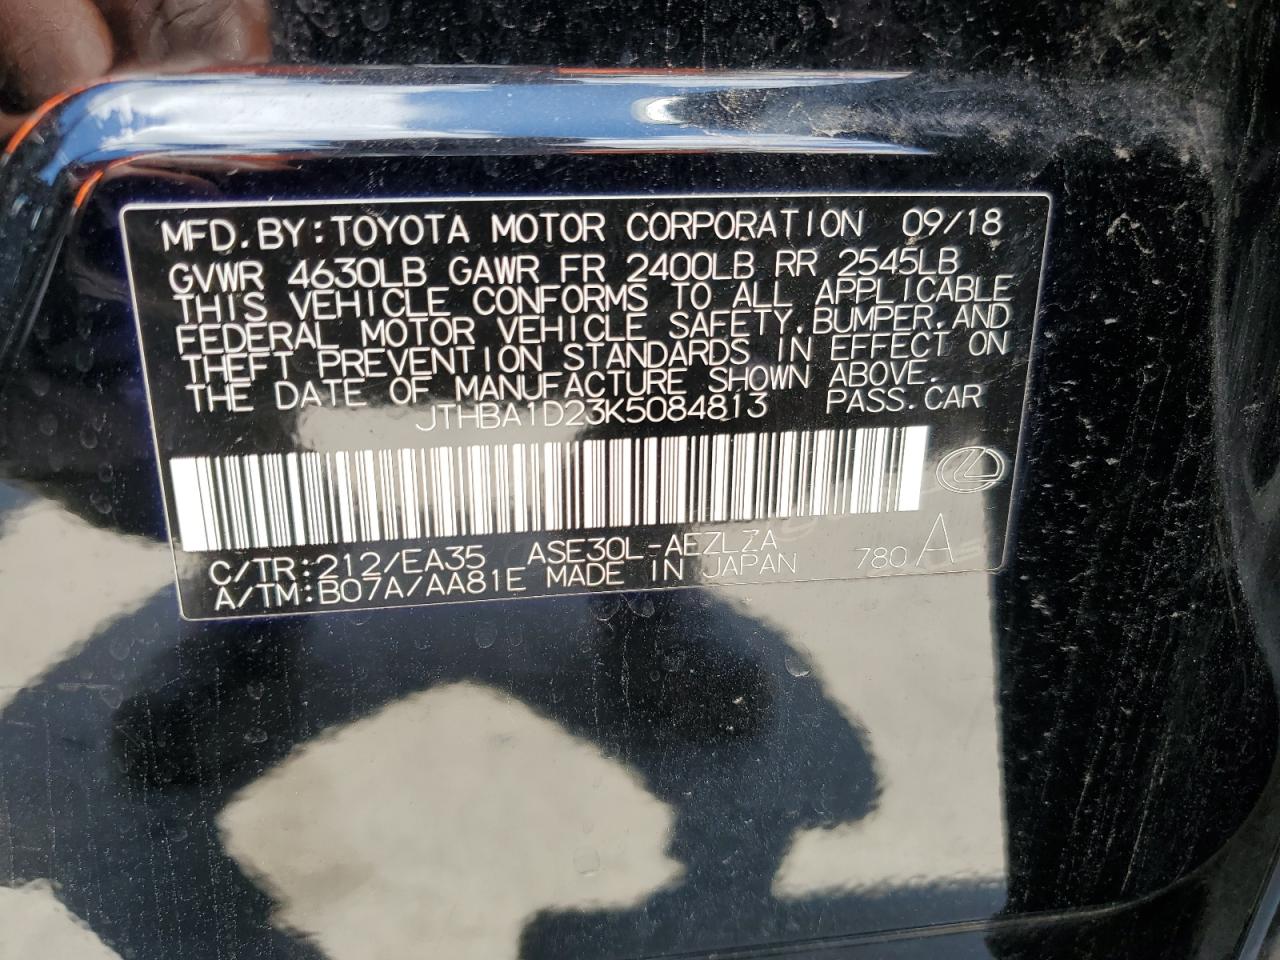 MFD.BY:TOYOTA MOTOR CORPORATION 09/18
GVWR 4630LB GAWR FR 2400LB RR 2545LB
THIS VEHICLE CONFORMS TO ALL APPLICABLE
FEDERAL MOTOR VEHICLE SAFETY,BUMPER,AND
THEFT PREVENTION STANDARDS IN EFFECT ON
THE DATE OF MANUFACTURE SHOWN ABOVE.
JTHBA1D23K5084813 PASS.CAR
C/TR:212/EA35 ASE30L-AEZLZA 780 A
A/TM:B07A/AA81E MADE IN JAPAN